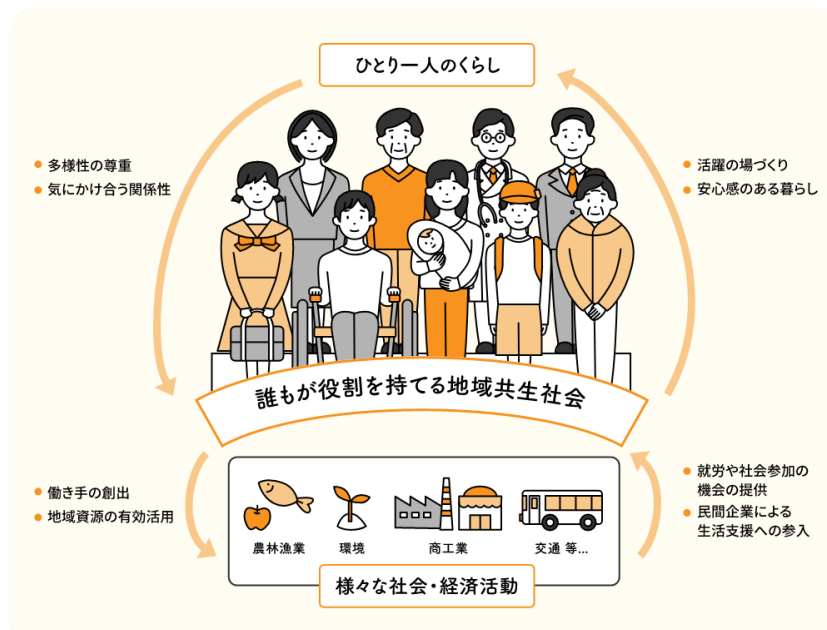 ひとり一人のくらし
多様性の尊重
気にかけ合う関係性
活躍の場づくり
安心感のある暮らし
誰もが役割を持てる地域共生社会
働き手の創出
地域資源の有効活用
就労や社会参加の
機会の提供
民間企業による
生活支援への参入
農林漁業
環境
商工業
交通 等...
様々な社会・経済活動